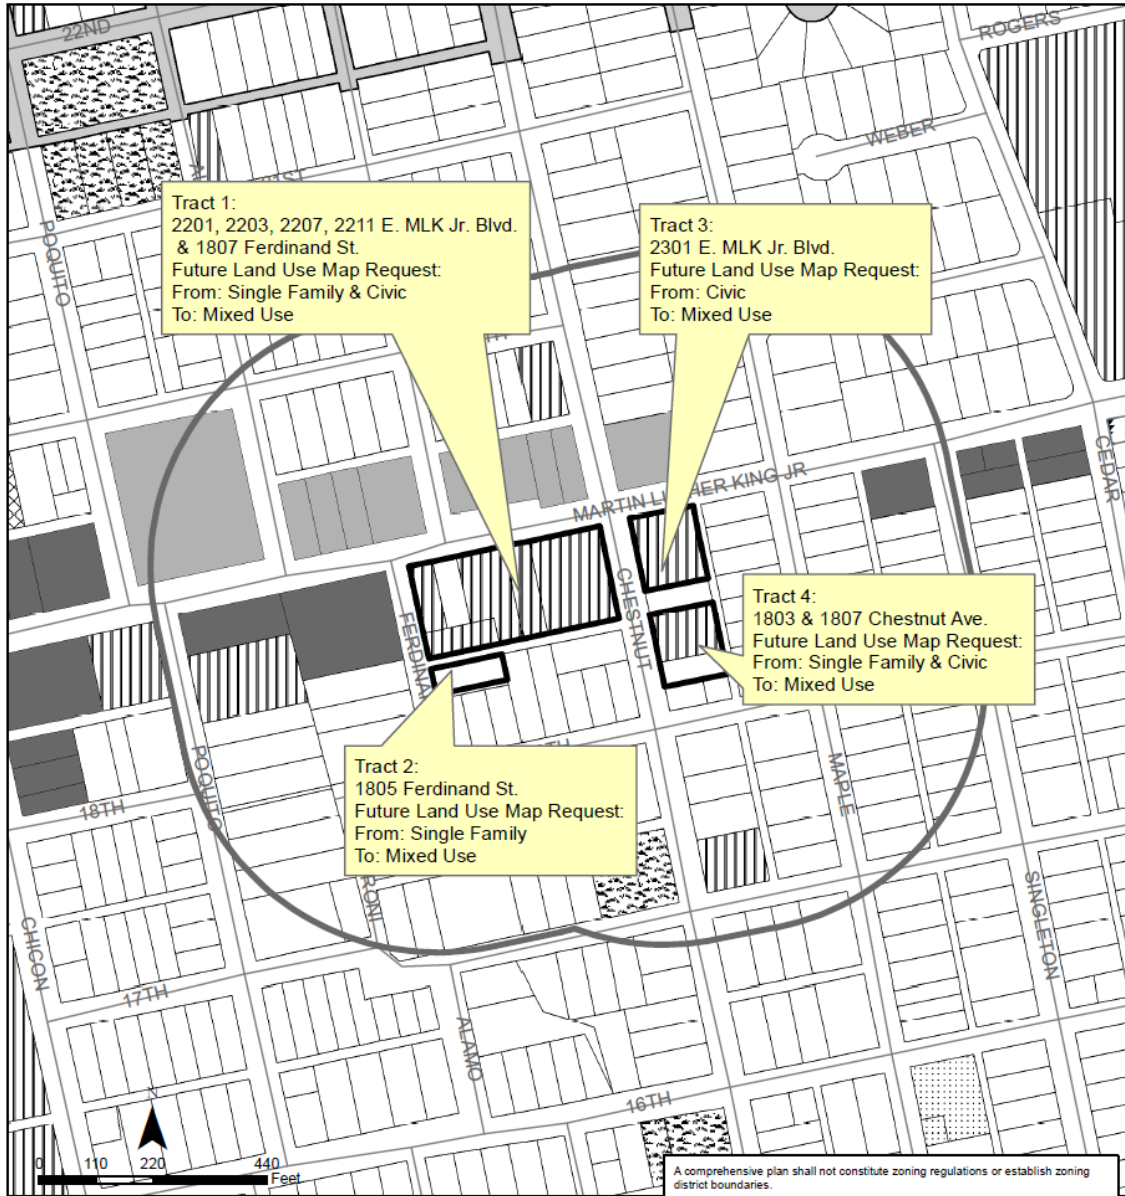 22ND
ROGERS
WEBER
Tract 1:
2201, 2203, 2207, 2211 E. MLK Jr. Blvd.
& 1807 Ferdinand St.
Future Land Use Map Request:
From: Single Family & Civic
To: Mixed Use
Tract 3:
2301 E. MLK Jr. Blvd.
Future Land Use Map Request:
From: Civic
To: Mixed Use
POQUITO
MARTIN LUTHER KING JR
CEDAR
CHESTNUT
Tract 4:
1803 & 1807 Chestnut Ave.
Future Land Use Map Request:
From: Single Family & Civic
To: Mixed Use
POQUITO
MAPLE
Tract 2:
1805 Ferdinand St.
Future Land Use Map Request:
From: Single Family
To: Mixed Use
18TH
CHICON
SINGLETON
17TH
ALAMO
16TH
N
0 110 220 440
Feet
A comprehensive plan shall not constitute zoning regulations or establish zoning
district boundaries.